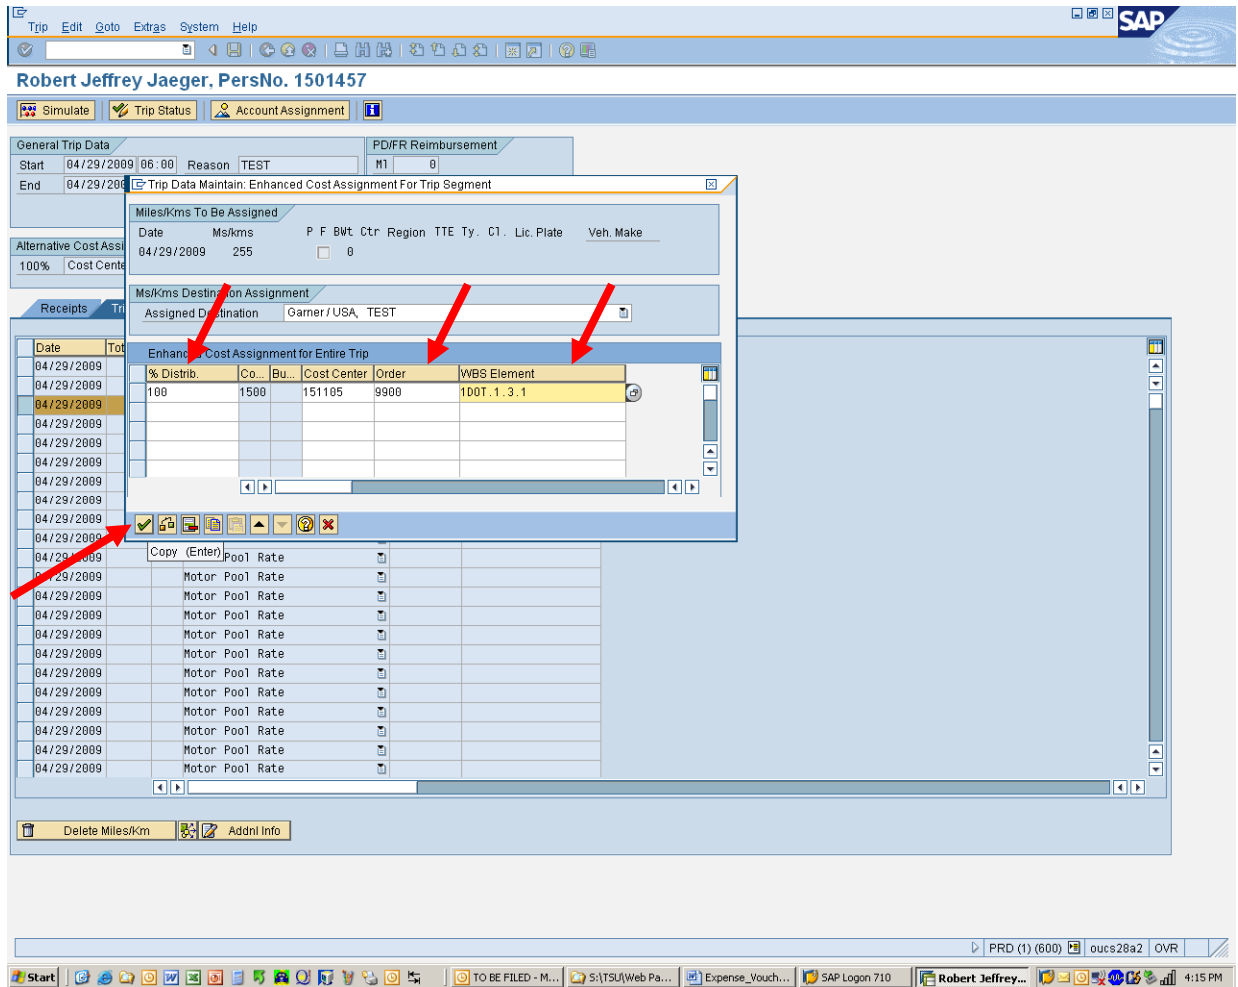 Trip Edit Goto Extras System Help
SAP
Robert Jeffrey Jaeger, PersNo. 1501457
Simulate Trip Status Account Assignment
General Trip Data PD/FR Reimbursement
Start 04/29/2009 06:00 Reason TEST M1 0
End 04/29/200
Trip Data Maintain: Enhanced Cost Assignment For Trip Segment
Miles/Kms To Be Assigned
Date Ms/kms P F BWt Ctr Region TTE Ty. Cl. Lic. Plate Veh. Make
04/29/2009 255 0
Alternative Cost Assi
100% Cost Cente
Ms/Kms Destination Assignment
Assigned Destination Garner / USA, TEST
Receipts Tri
Enhanced Cost Assignment for Entire Trip
% Distrib. Co... Bu... Cost Center Order WBS Element
100 1500 151105 9900 1DOT.1.3.1
Copy (Enter)
Date Tot
04/29/2009
04/29/2009
04/29/2009
04/29/2009
04/29/2009
04/29/2009
04/29/2009
04/29/2009
04/29/2009
04/29/2009
04/29/2009 Pool Rate
04/29/2009 Motor Pool Rate
04/29/2009 Motor Pool Rate
04/29/2009 Motor Pool Rate
04/29/2009 Motor Pool Rate
04/29/2009 Motor Pool Rate
04/29/2009 Motor Pool Rate
04/29/2009 Motor Pool Rate
04/29/2009 Motor Pool Rate
04/29/2009 Motor Pool Rate
04/29/2009 Motor Pool Rate
04/29/2009 Motor Pool Rate
Delete Miles/Km Addnl Info
PRD (1) (600) oucs28a2 OVR
Start TO BE FILED - M... S:\TSU\Web Pa... Expense_Vouch... SAP Logon 710 Robert Jeffrey... 4:15 PM